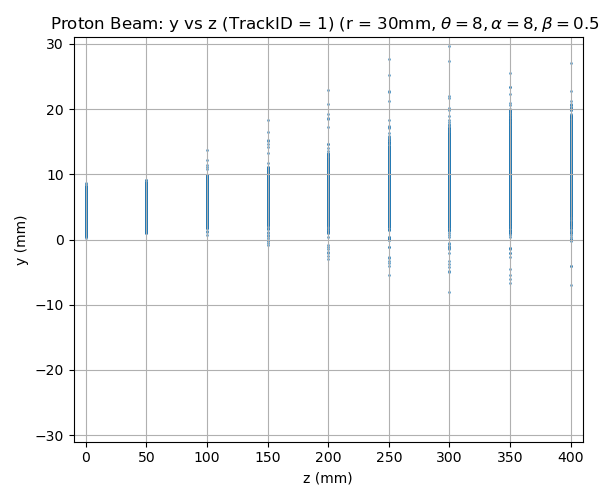 Proton Beam: y vs z (TrackID = 1) (r = 30mm, θ = 8, α = 8, β = 0.5
30
20
10
0
−10
−20
−30
y (mm)
0 50 100 150 200 250 300 350 400
z (mm)